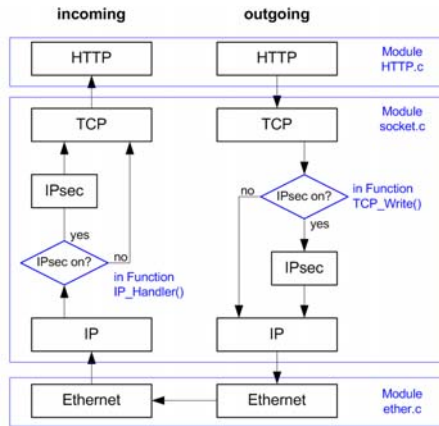 incoming
outgoing
HTTP
HTTP
Module
HTTP.c
TCP
TCP
Module
socket.c
IPsec
IPsec on?
no
yes
in Function
TCP_Write()
yes
IPsec on?
no
in Function
IP_Handler()
IPsec
IP
IP
Ethernet
Ethernet
Module
ether.c